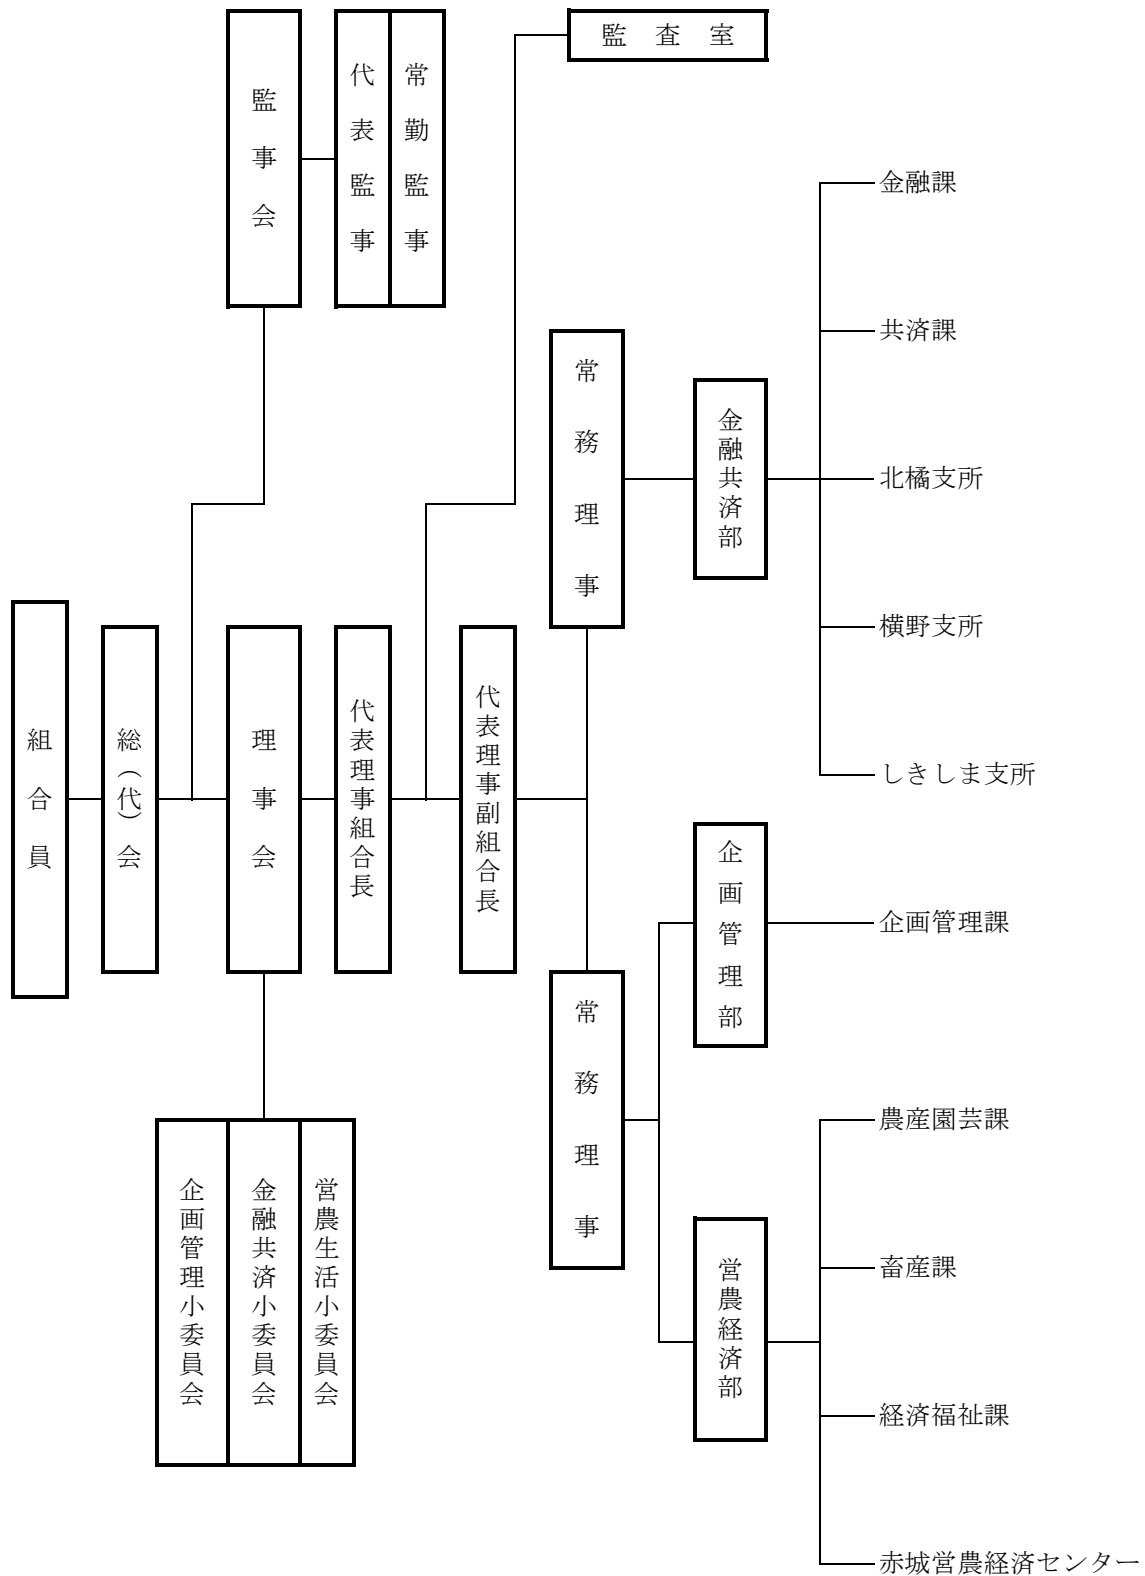 監査室
監事会
代表監事
常勤監事
金融課
共済課
常務理事
金融共済部
北橘支所
横野支所
しきしま支所
組合員
総（代）会
理事会
代表理事組合長
代表理事副組合長
企画管理部
企画管理課
常務理事
農産園芸課
畜産課
営農経済部
経済福祉課
赤城営農経済センター
企画管理小委員会
金融共済小委員会
営農生活小委員会